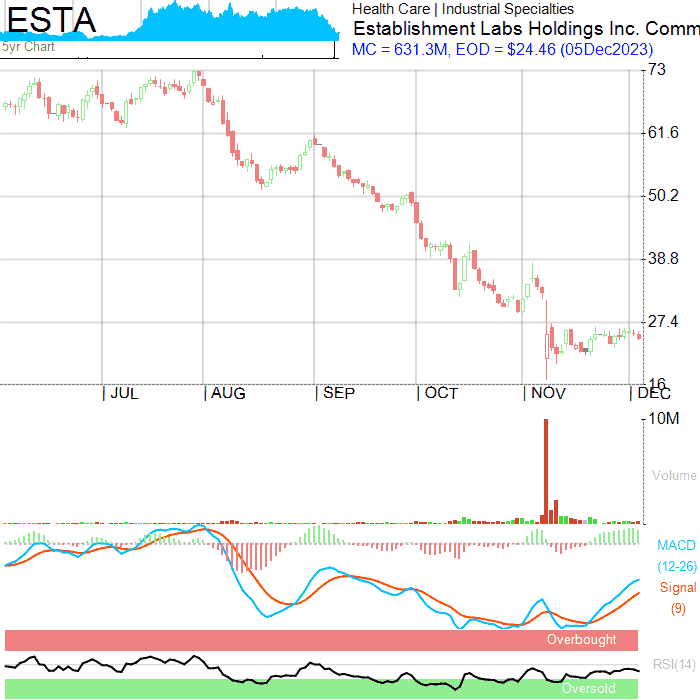 ESTA
5yr Chart
Health Care | Industrial Specialties
Establishment Labs Holdings Inc. Comm
MC = 631.3M, EOD = $24.46 (05Dec2023)
73
61.6
50.2
38.8
27.4
16
JUL
AUG
SEP
OCT
NOV
DEC
10M
Volume
MACD
(12-26)
Signal
(9)
Overbought
RSI(14)
Oversold